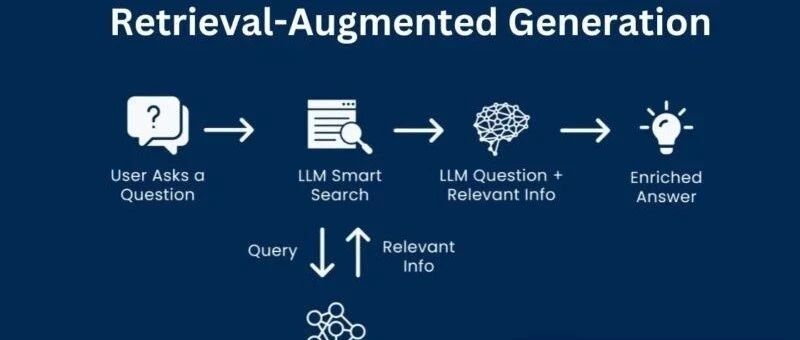 Retrieval-Augmented Generation
?
User Asks a
Question
LLM Smart
Search
LLM Question +
Relevant Info
Enriched
Answer
Query
Relevant
Info